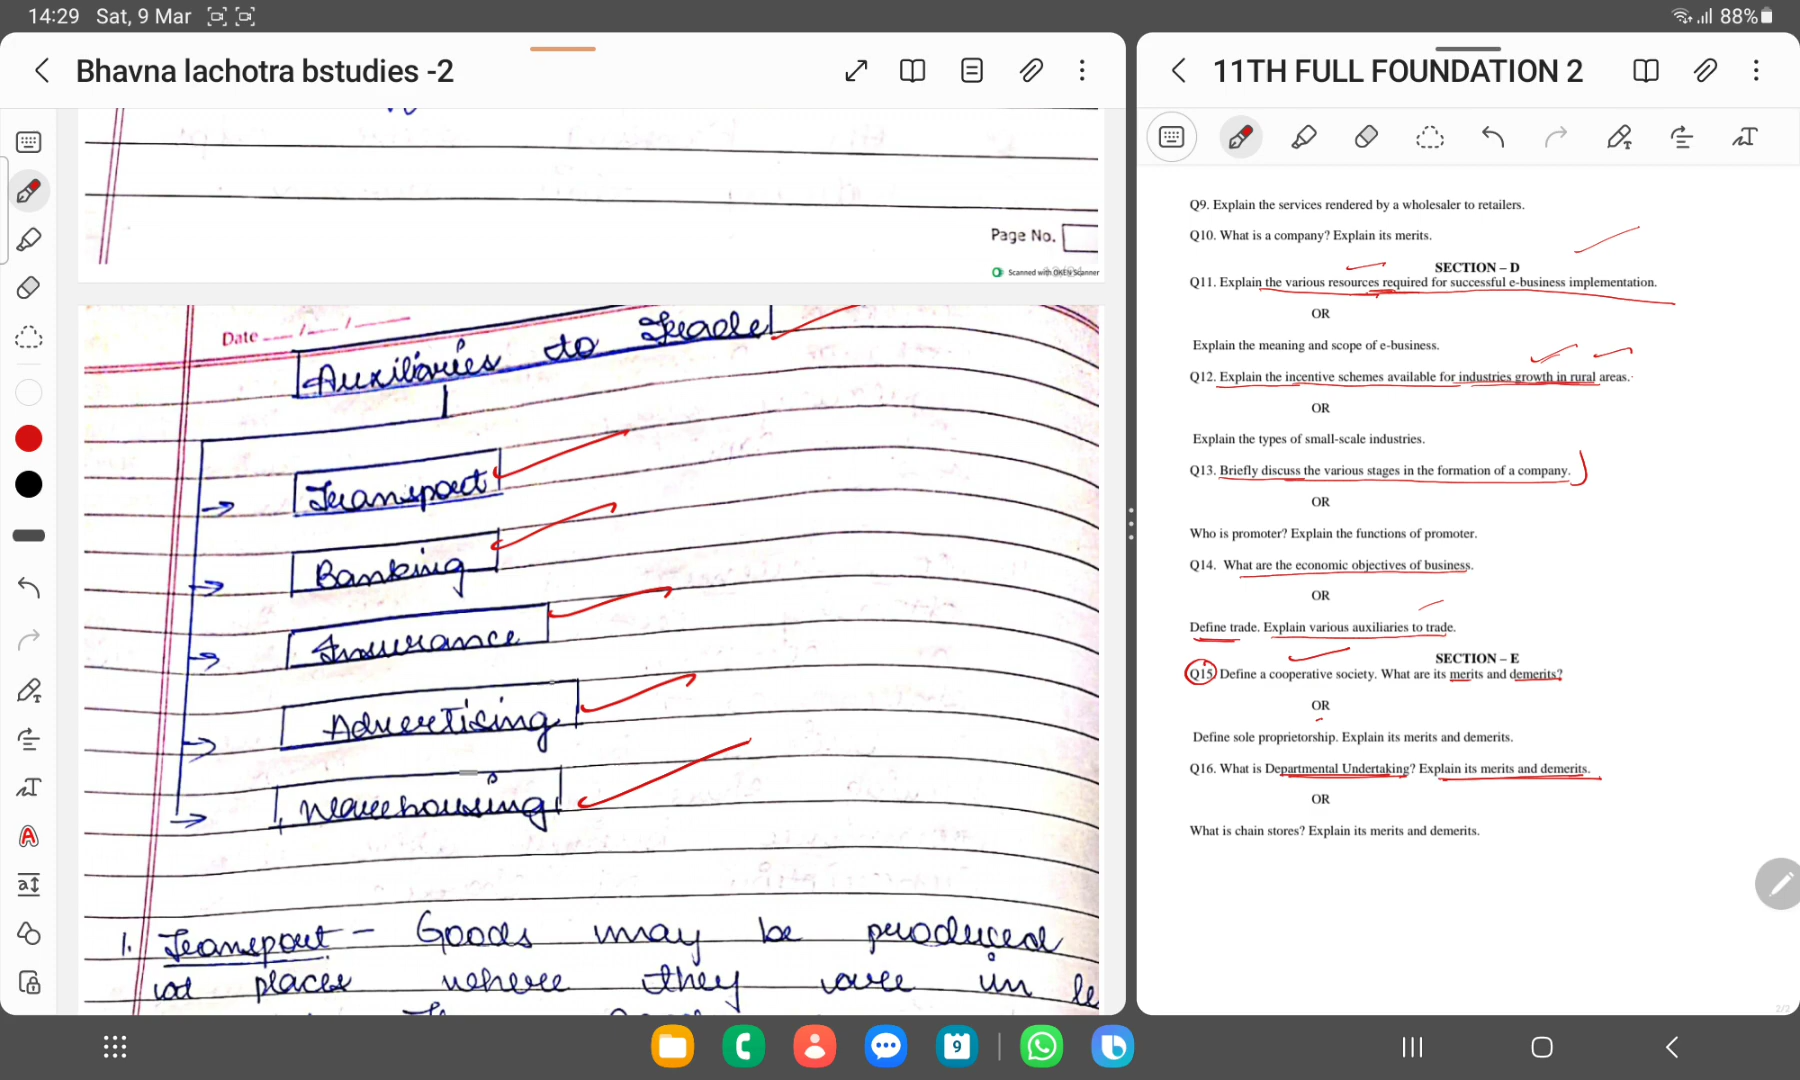 14:29 Sat, 9 Mar
88%
Bhavna lachotra bstudies -2
Page No.
Scanned with OKEN Scanner
Date
Auxiliaries to Trade
Transport
Banking
Insurance
Advertising
Warehousing
1. Transport - Goods may be produced
at places where they are in
11TH FULL FOUNDATION 2
Q9. Explain the services rendered by a wholesaler to retailers.
Q10. What is a company? Explain its merits.
SECTION – D
Q11. Explain the various resources required for successful e-business implementation.
OR
Explain the meaning and scope of e-business.
Q12. Explain the incentive schemes available for industries growth in rural areas.
OR
Explain the types of small-scale industries.
Q13. Briefly discuss the various stages in the formation of a company.
OR
Who is promoter? Explain the functions of promoter.
Q14. What are the economic objectives of business.
OR
Define trade. Explain various auxiliaries to trade.
SECTION – E
Q15. Define a cooperative society. What are its merits and demerits?
OR
Define sole proprietorship. Explain its merits and demerits.
Q16. What is Departmental Undertaking? Explain its merits and demerits.
OR
What is chain stores? Explain its merits and demerits.
2/2
9